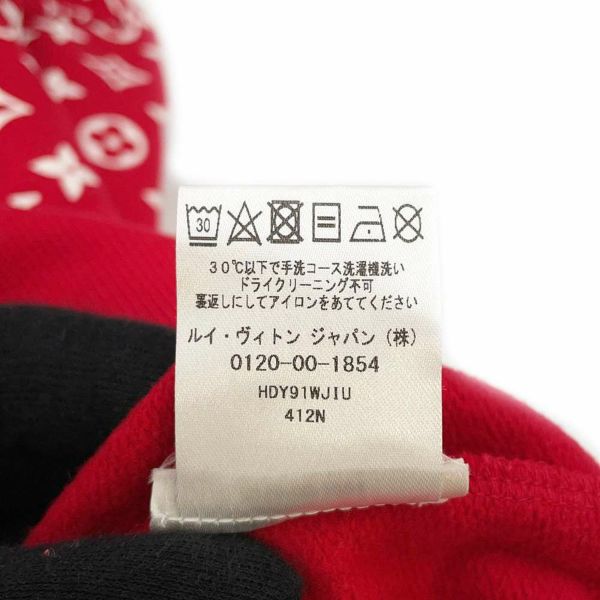 30
30℃以下で手洗コース洗濯機洗い
ドライクリーニング不可
裏返しにしてアイロンをあててください
ルイ・ヴィトン ジャパン (株)
0120-00-1854
HDY91WJIU
412N